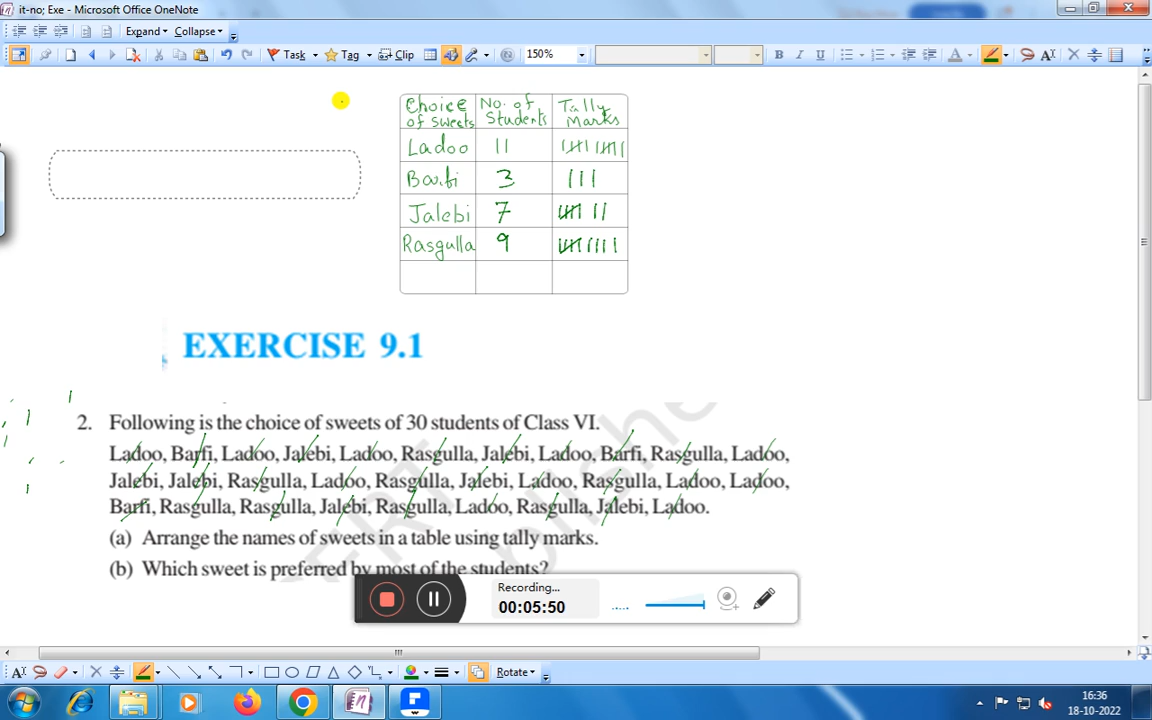 it-no; Exe - Microsoft Office OneNote
Expand Collapse
Task Tag Clip 150% B I U
Choice of sweets No. of Students Tally Marks
Ladoo 11
Barfi 3
Jalebi 7
Rasgulla 9
EXERCISE 9.1
2. Following is the choice of sweets of 30 students of Class VI.
Ladoo, Barfi, Ladoo, Jalebi, Ladoo, Rasgulla, Jalebi, Ladoo, Barfi, Rasgulla, Ladoo,
Jalebi, Jalebi, Rasgulla, Ladoo, Rasgulla, Jalebi, Ladoo, Rasgulla, Ladoo, Ladoo,
Barfi, Rasgulla, Rasgulla, Jalebi, Rasgulla, Ladoo, Rasgulla, Jalebi, Ladoo.
(a) Arrange the names of sweets in a table using tally marks.
(b) Which sweet is preferred by most of the students?
Recording...
00:05:50
Rotate
16:36
18-10-2022